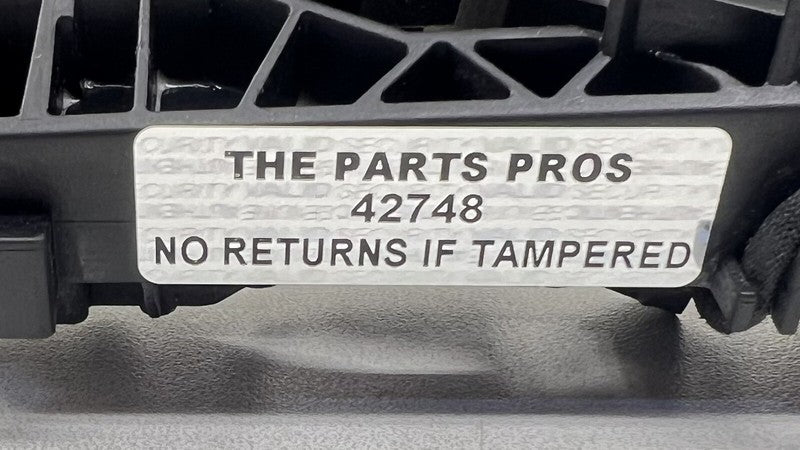 THE PARTS PROS
42748
NO RETURNS IF TAMPERED